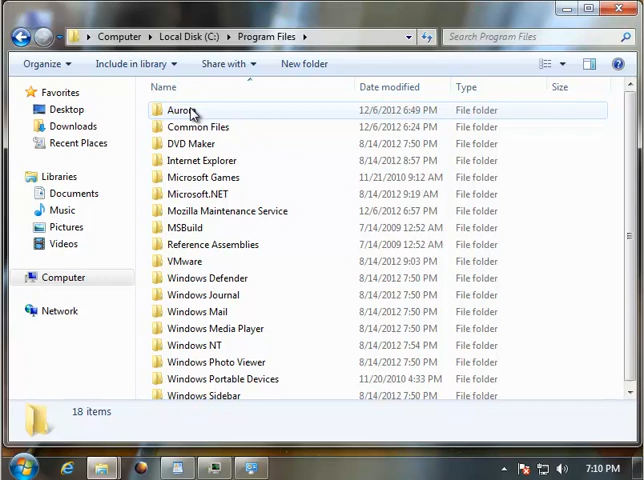 Computer Local Disk (C:) Program Files
Search Program Files
Organize Include in library Share with New folder
Favorites
Desktop
Downloads
Recent Places
Libraries
Documents
Music
Pictures
Videos
Computer
Network
Name Date modified Type Size
12/6/2012 6:49 PM File folder
Common Files 12/6/2012 6:24 PM File folder
DVD Maker 8/14/2012 7:50 PM File folder
Internet Explorer 8/14/2012 7:50 PM File folder
Microsoft Games 11/21/2010 9:12 AM File folder
Microsoft.NET 8/14/2012 9:19 AM File folder
Mozilla Maintenance Service 12/6/2012 6:57 PM File folder
MSBuild 7/14/2009 12:52 AM File folder
Reference Assemblies 7/14/2009 12:52 AM File folder
VMware 8/14/2012 9:03 PM File folder
Windows Defender 8/14/2012 7:50 PM File folder
Windows Journal 8/14/2012 7:50 PM File folder
Windows Mail 8/14/2012 7:50 PM File folder
Windows Media Player 8/14/2012 7:50 PM File folder
Windows NT 8/14/2012 7:54 PM File folder
Windows Photo Viewer 8/14/2012 7:50 PM File folder
Windows Portable Devices 11/20/2010 4:33 PM File folder
Windows Sidebar 8/14/2012 7:50 PM File folder
18 items
7:10 PM